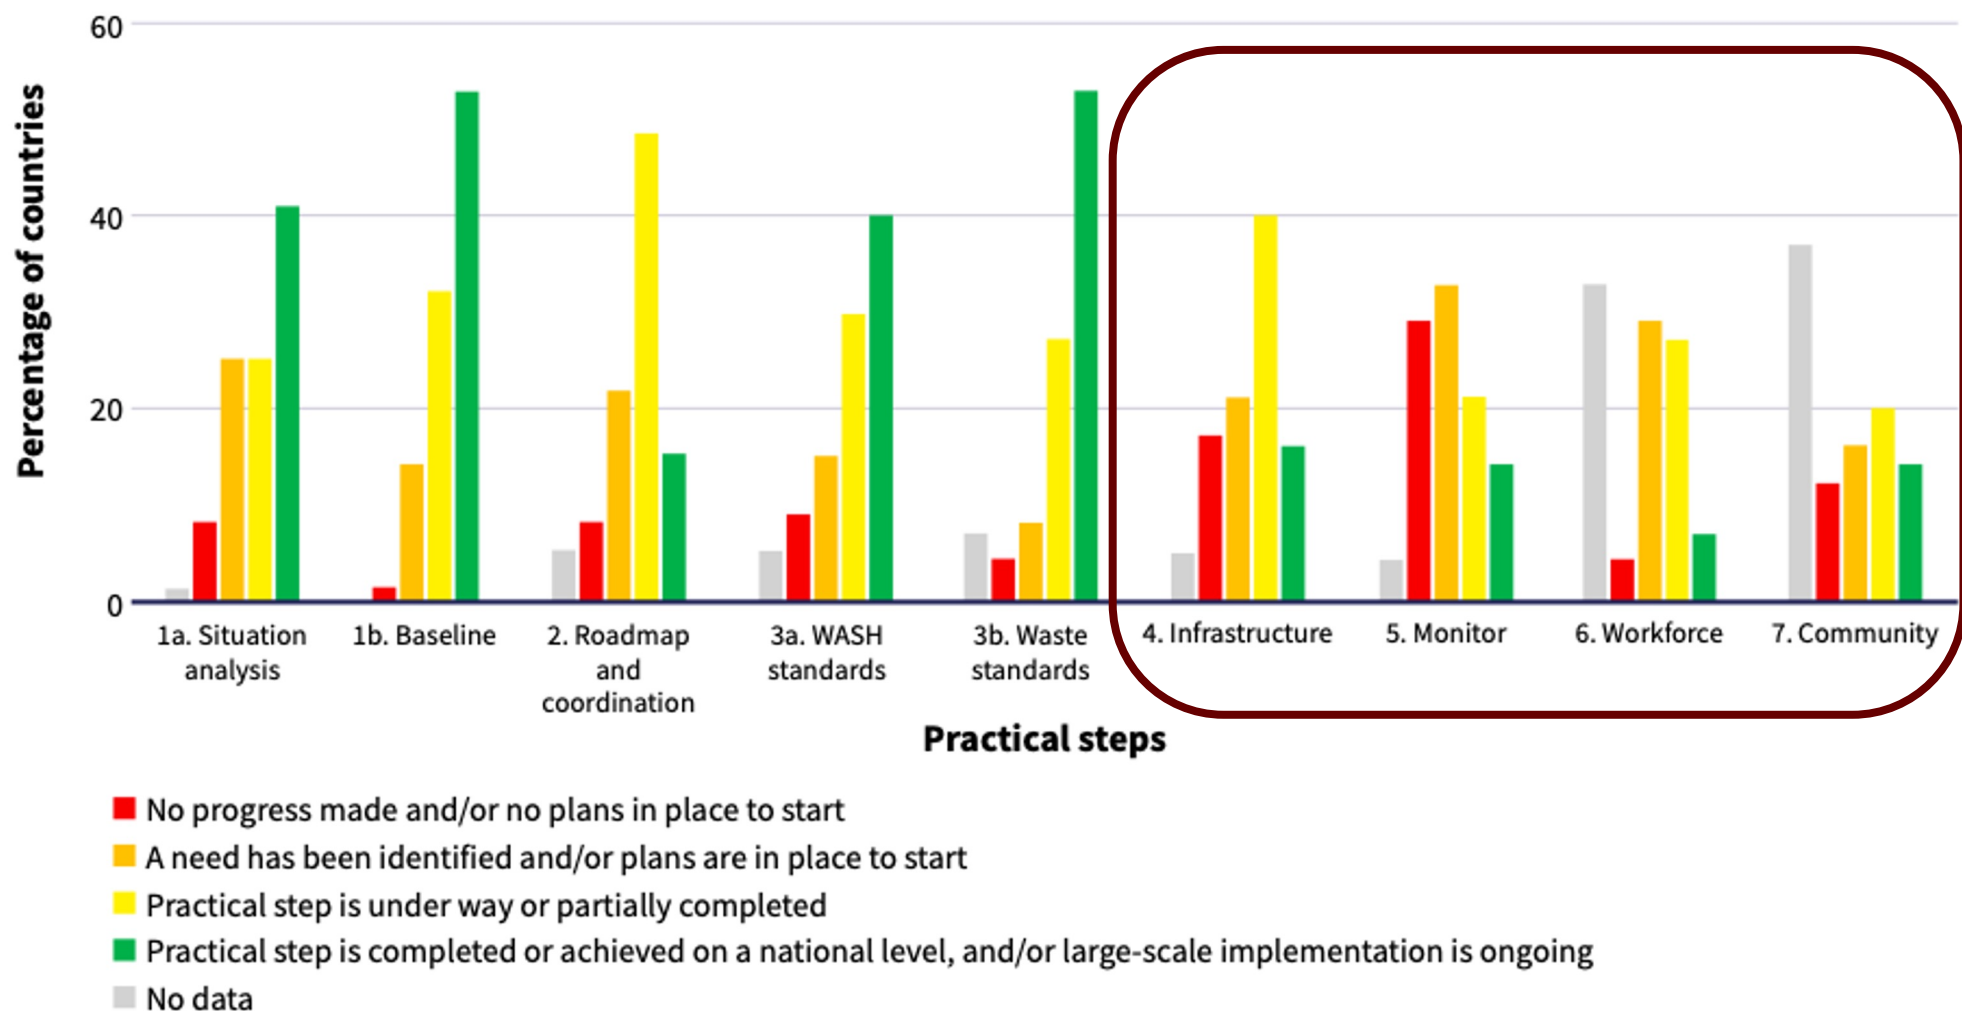 Percentage of countries
60
40
20
0
1a. Situation
analysis
1b. Baseline
2. Roadmap
and
coordination
3a. WASH
standards
3b. Waste
standards
4. Infrastructure
5. Monitor
6. Workforce
7. Community
Practical steps
No progress made and/or no plans in place to start
A need has been identified and/or plans are in place to start
Practical step is under way or partially completed
Practical step is completed or achieved on a national level, and/or large-scale implementation is ongoing
No data